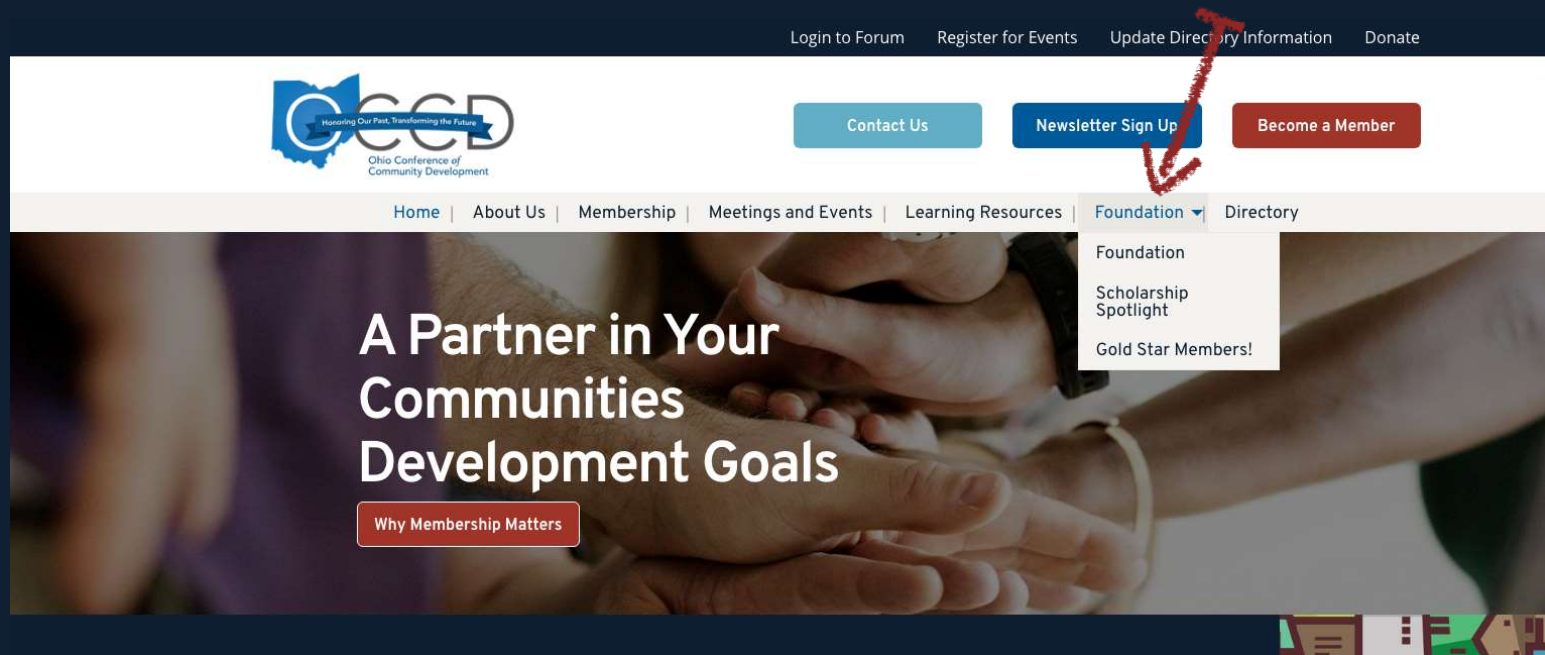 Login to Forum Register for Events Update Directory Information Donate
OCCD
Honoring Our Past, Transforming the Future
Ohio Conference of
Community Development
Contact Us Newsletter Sign Up Become a Member
Home | About Us | Membership | Meetings and Events | Learning Resources | Foundation | Directory
Foundation
Scholarship
Spotlight
Gold Star Members!
A Partner in Your
Communities
Development Goals
Why Membership Matters